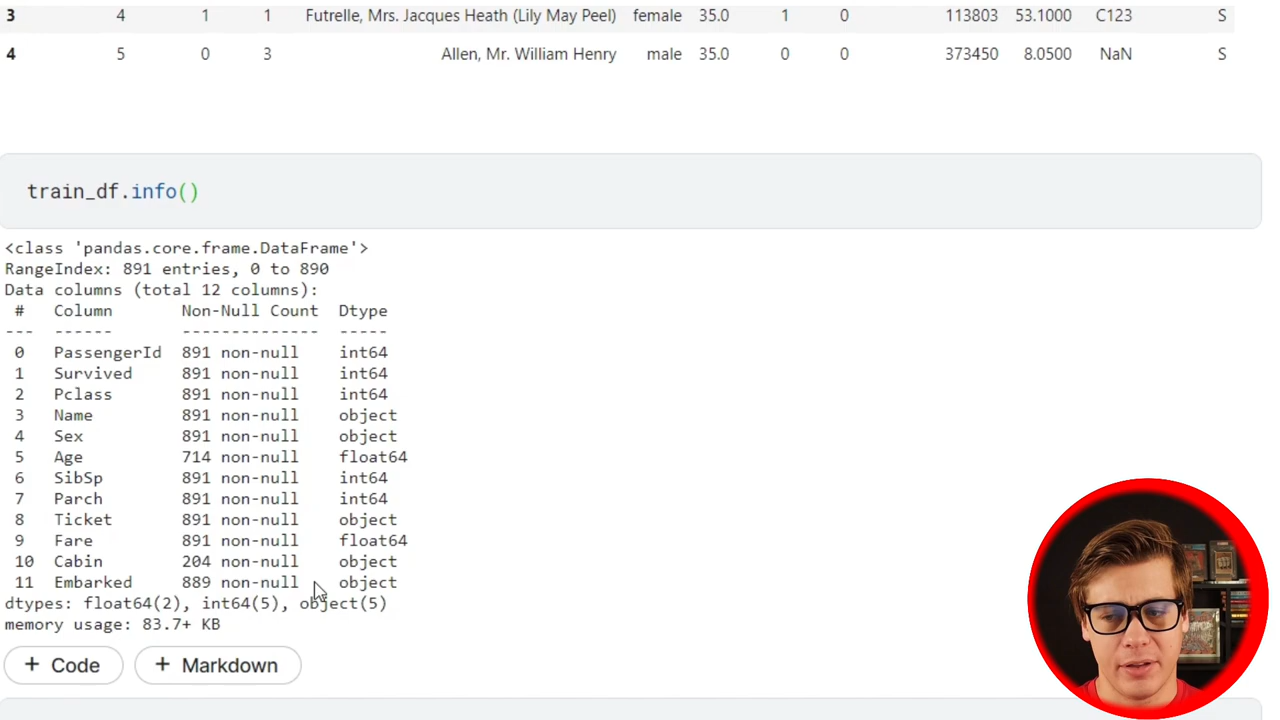 3 4 1 1 Futrelle, Mrs. Jacques Heath (Lily May Peel) female 35.0 1 0 113803 53.1000 C123 S
4 5 0 3 Allen, Mr. William Henry male 35.0 0 0 373450 8.0500 NaN S
train_df.info()
<class 'pandas.core.frame.DataFrame'>
RangeIndex: 891 entries, 0 to 890
Data columns (total 12 columns):
# Column Non-Null Count Dtype
--- ------ -------------- -----
0 PassengerId 891 non-null int64
1 Survived 891 non-null int64
2 Pclass 891 non-null int64
3 Name 891 non-null object
4 Sex 891 non-null object
5 Age 714 non-null float64
6 SibSp 891 non-null int64
7 Parch 891 non-null int64
8 Ticket 891 non-null object
9 Fare 891 non-null float64
10 Cabin 204 non-null object
11 Embarked 889 non-null object
dtypes: float64(2), int64(5), object(5)
memory usage: 83.7+ KB
+ Code + Markdown